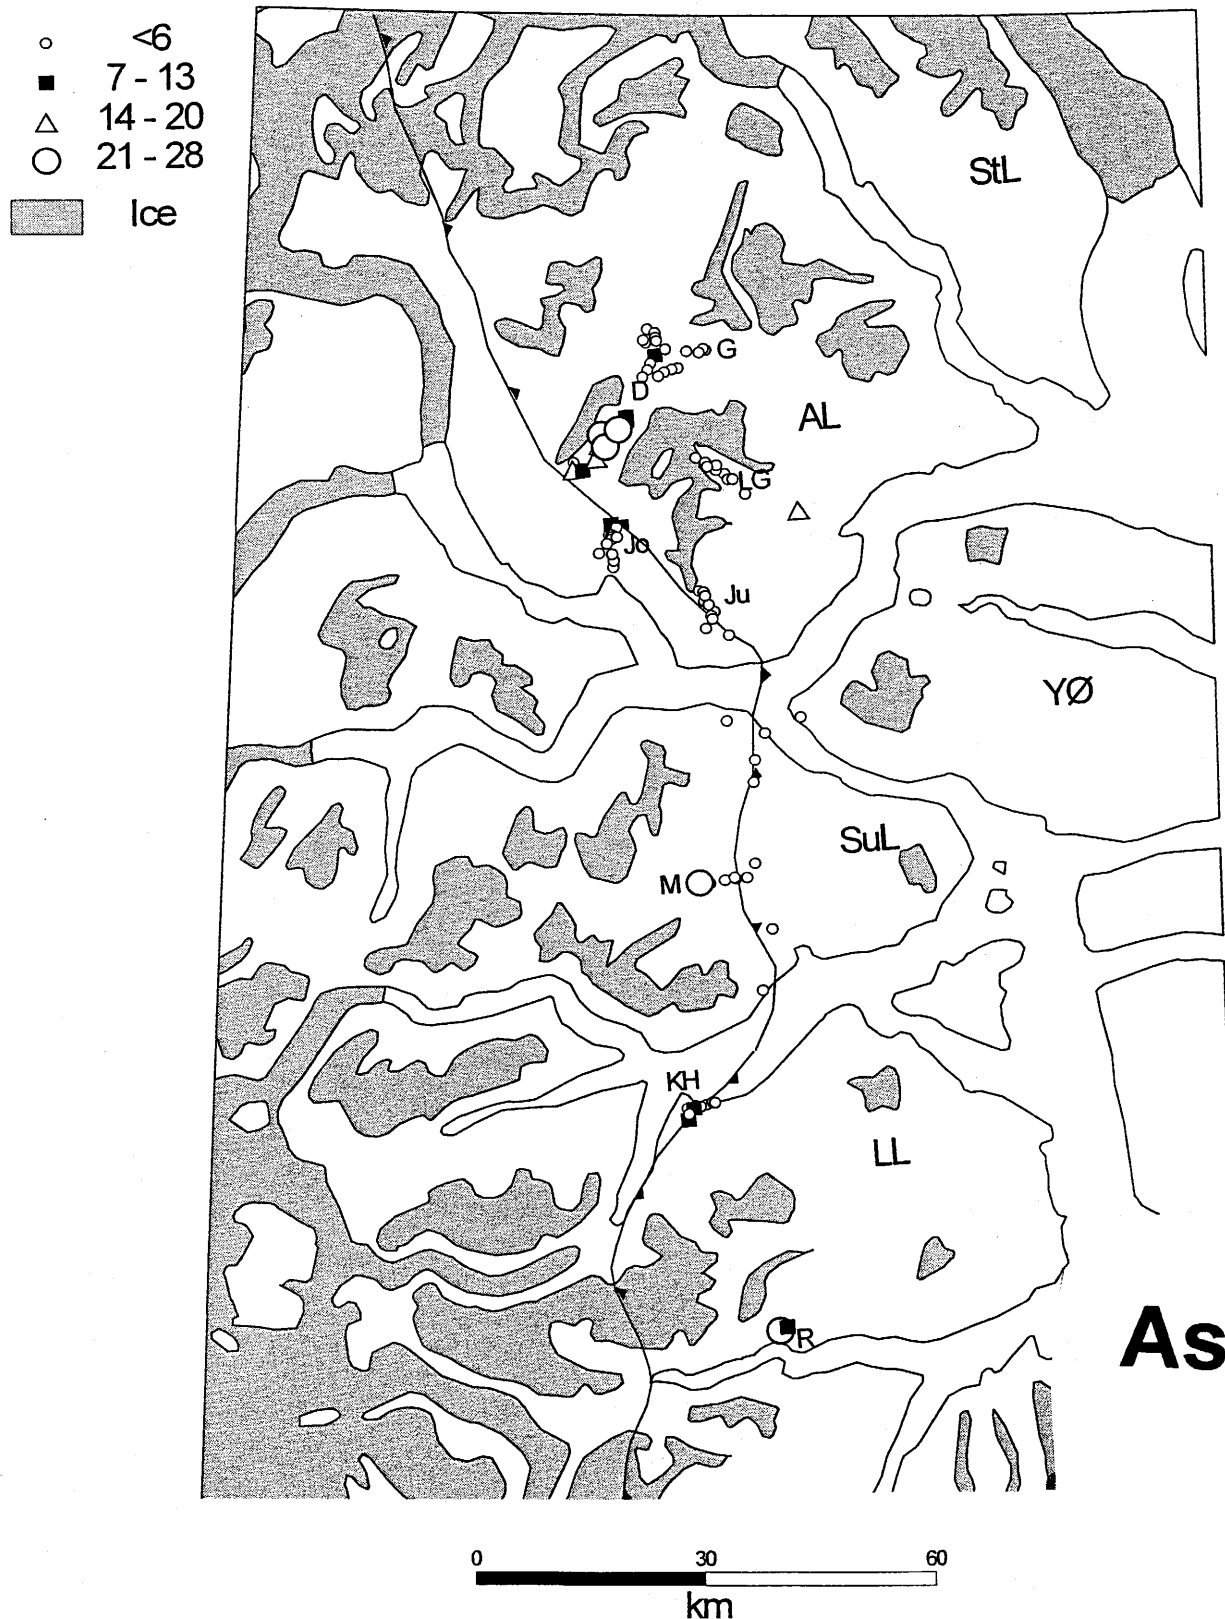 <6
7 - 13
14 - 20
21 - 28
Ice
StL
G
D
AL
LG
Jo
Ju
YØ
SuL
M
KH
LL
R
As
0 30 60
km